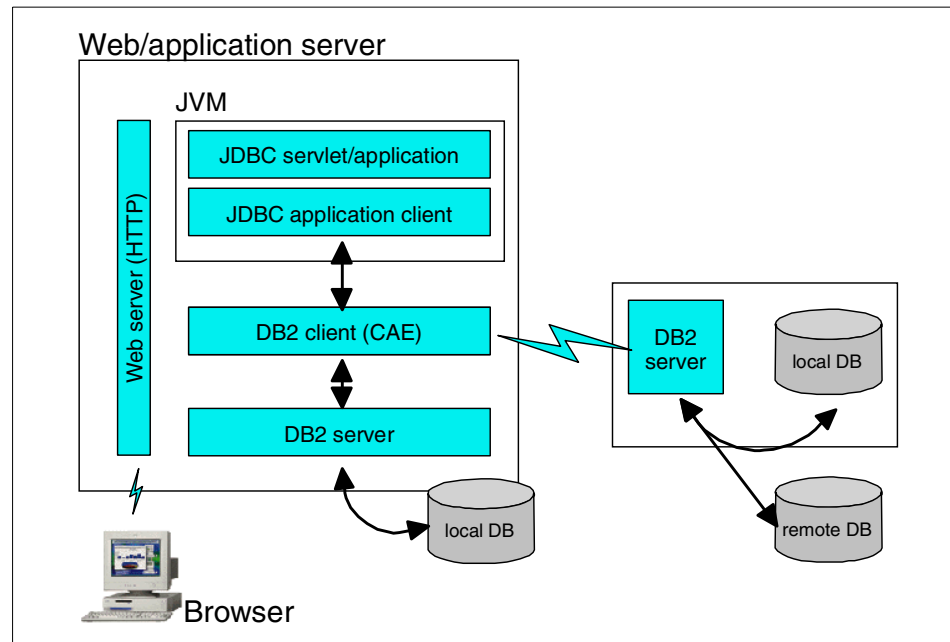 Web/application server
JVM
JDBC servlet/application
JDBC application client
Web server (HTTP)
DB2 client (CAE)
DB2 server
local DB
Browser
DB2
server
local DB
remote DB